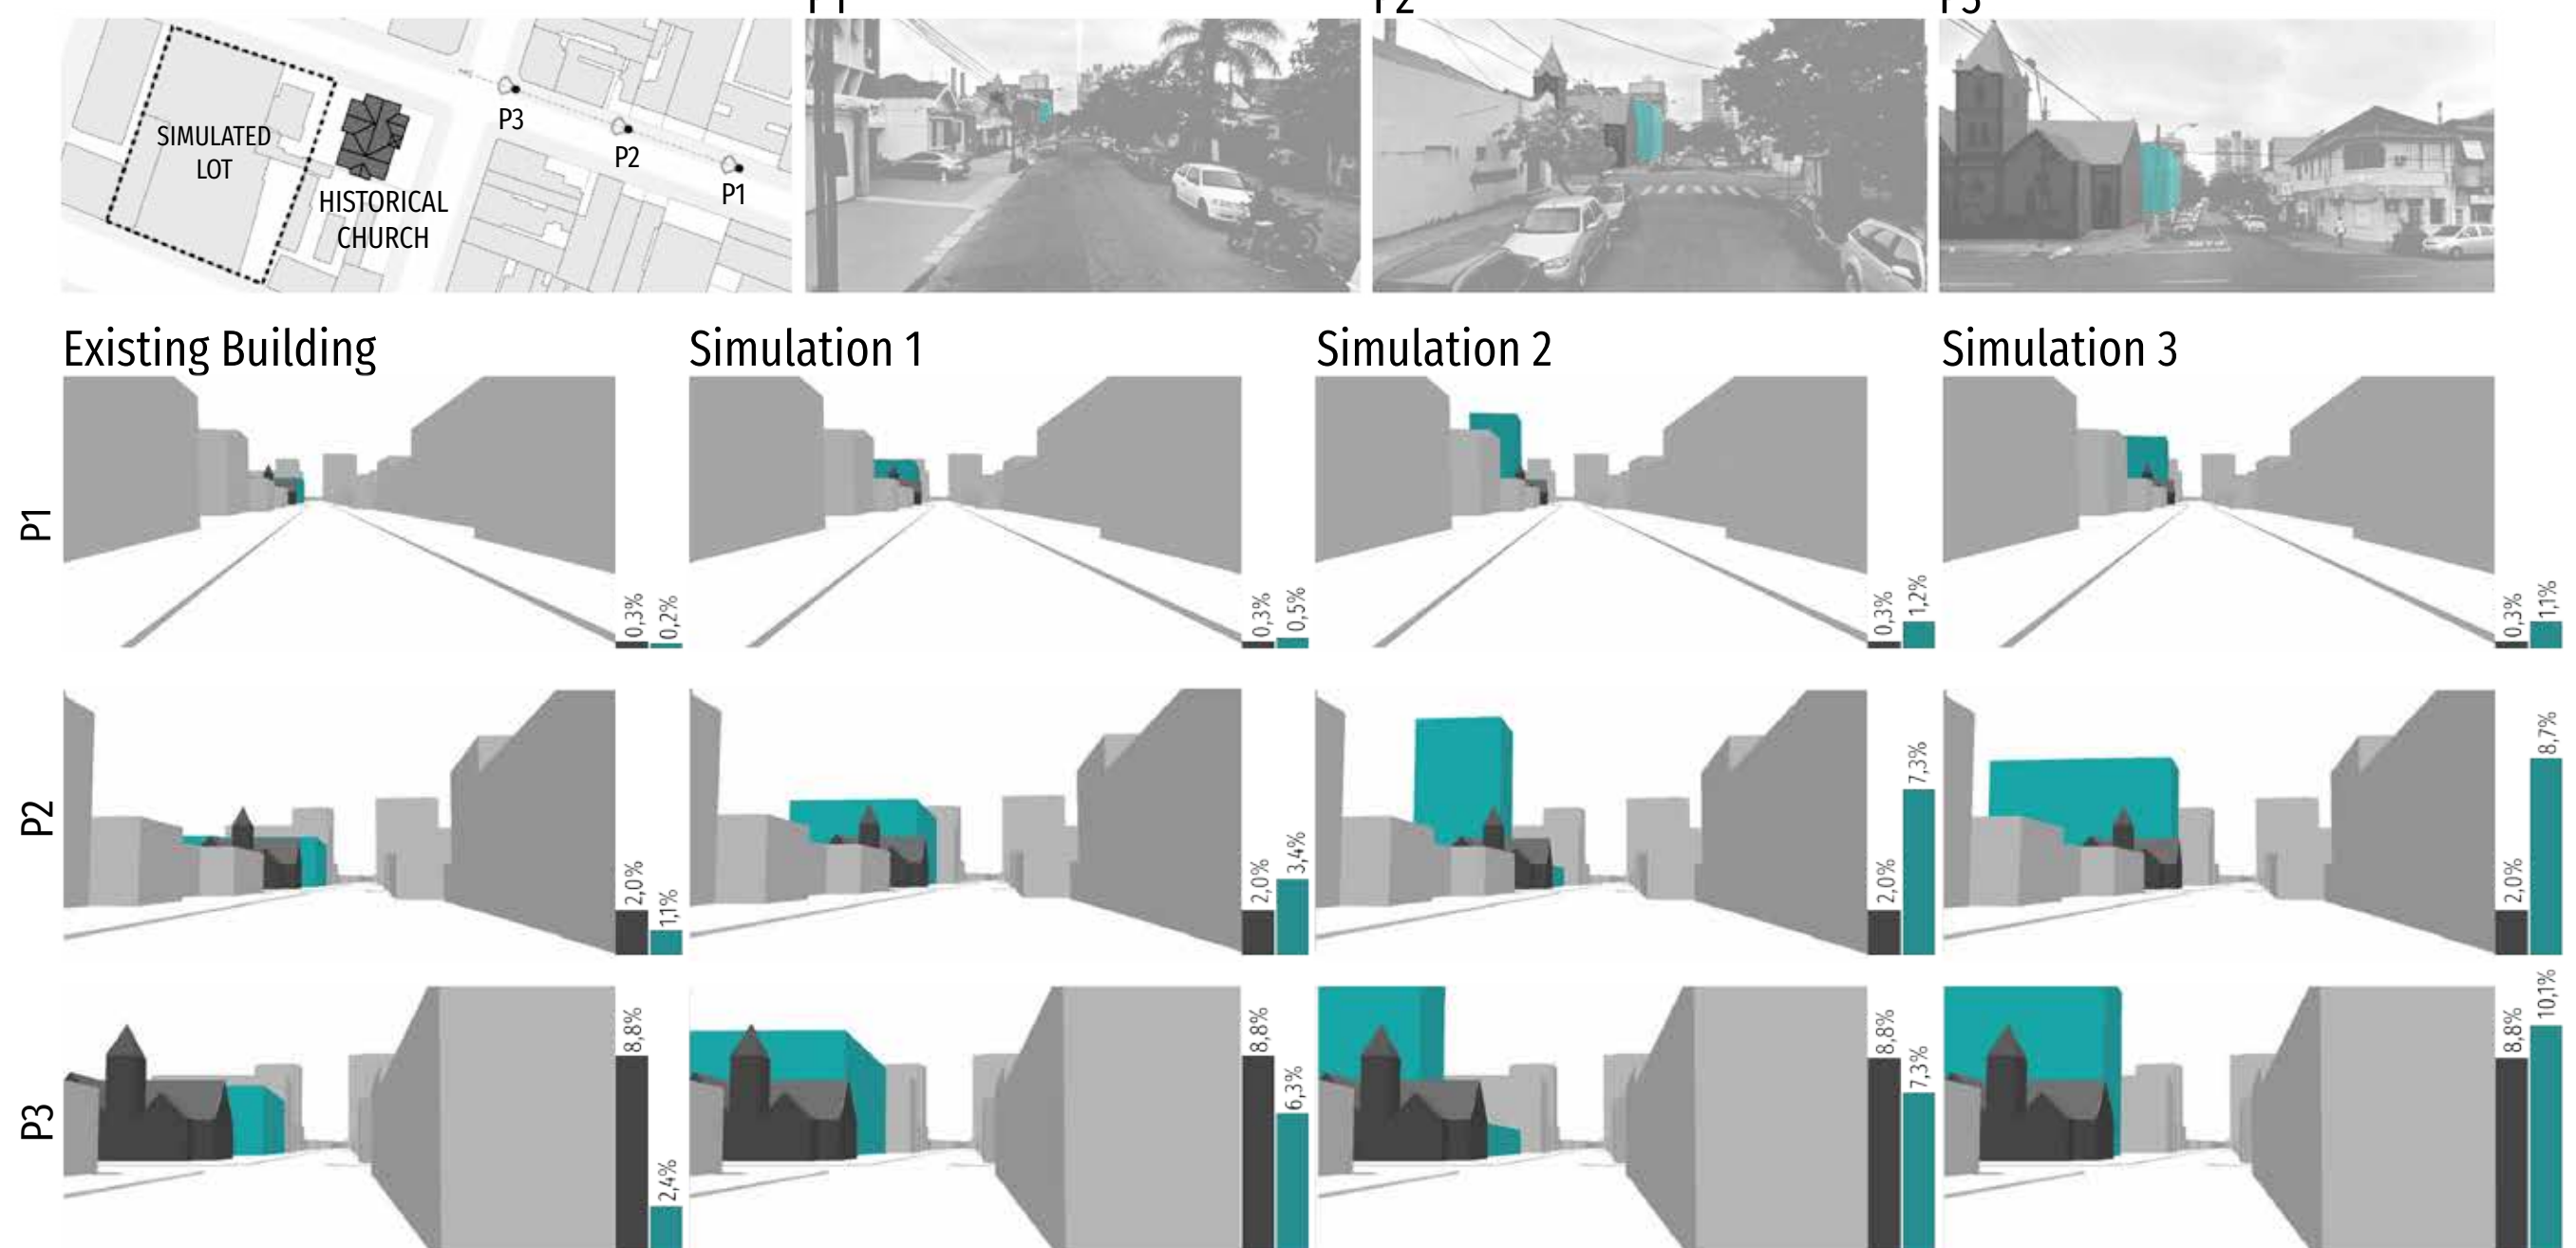 P1
P2
P3
SIMULATED
LOT
HISTORICAL
CHURCH
P3
P2
P1
Existing Building
Simulation 1
Simulation 2
Simulation 3
P1
0,3%
0,2%
0,3%
0,5%
0,3%
1,2%
0,3%
1,1%
P2
2,0%
1,1%
2,0%
3,4%
2,0%
7,3%
2,0%
8,7%
P3
8,8%
2,4%
8,8%
6,3%
8,8%
7,3%
8,8%
10,1%